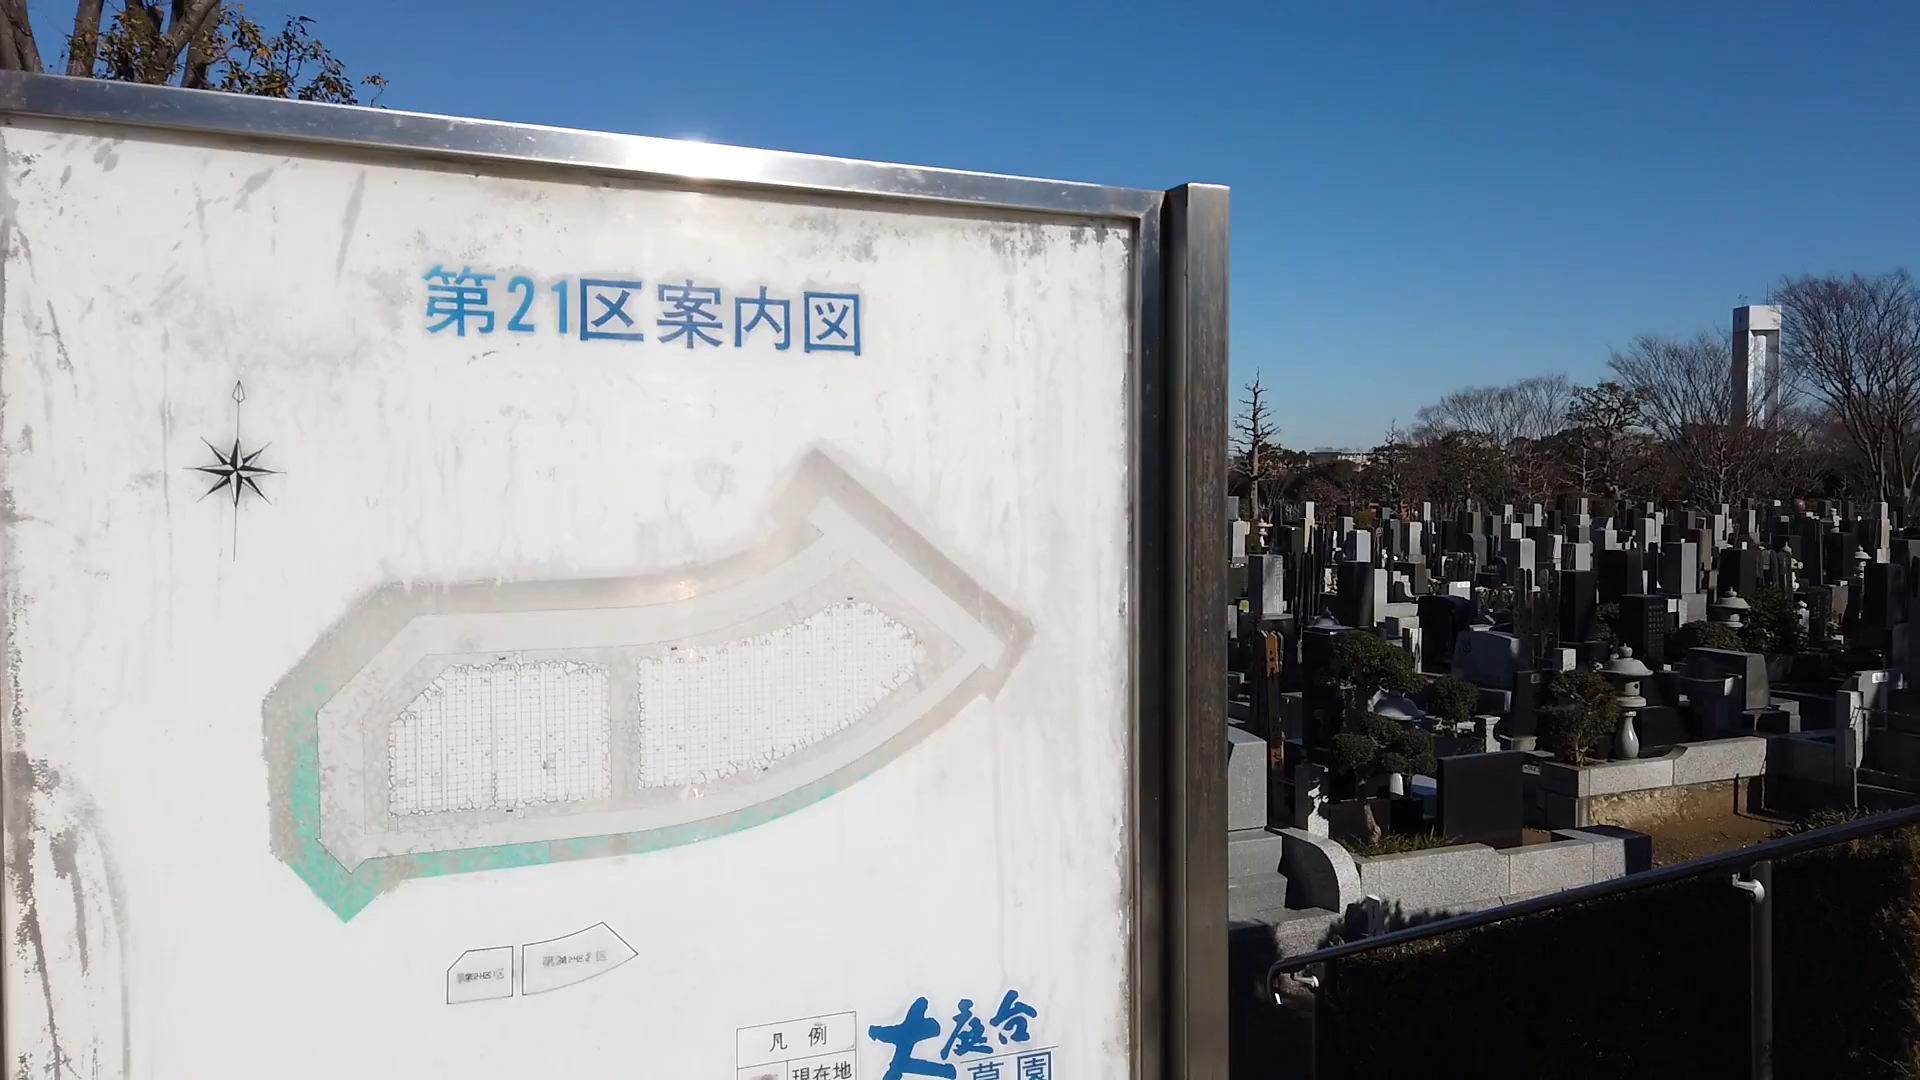 第21区案内図
大庭台
墓園
凡例
現在地